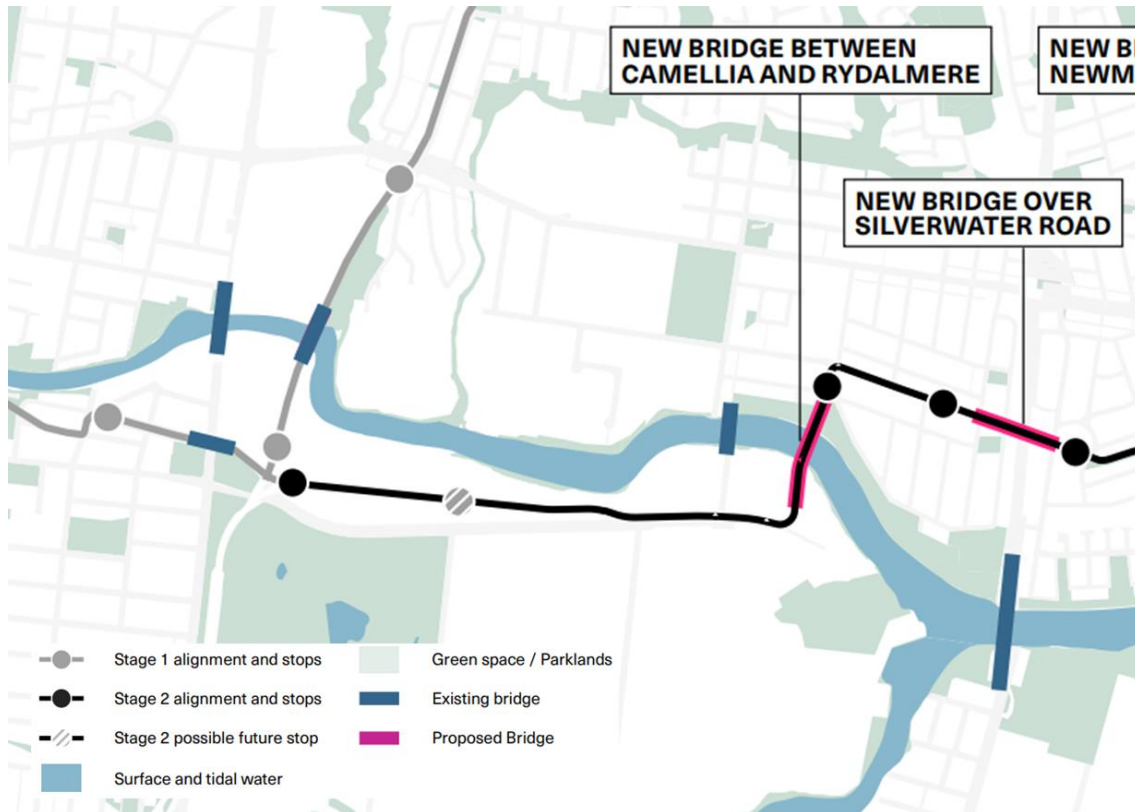 NEW BRIDGE BETWEEN
CAMELLIA AND RYDALMERE
NEW
NEW BRIDGE OVER
SILVERWATER ROAD
Stage 1 alignment and stops
Stage 2 alignment and stops
Stage 2 possible future stop
Surface and tidal water
Green space / Parklands
Existing bridge
Proposed Bridge